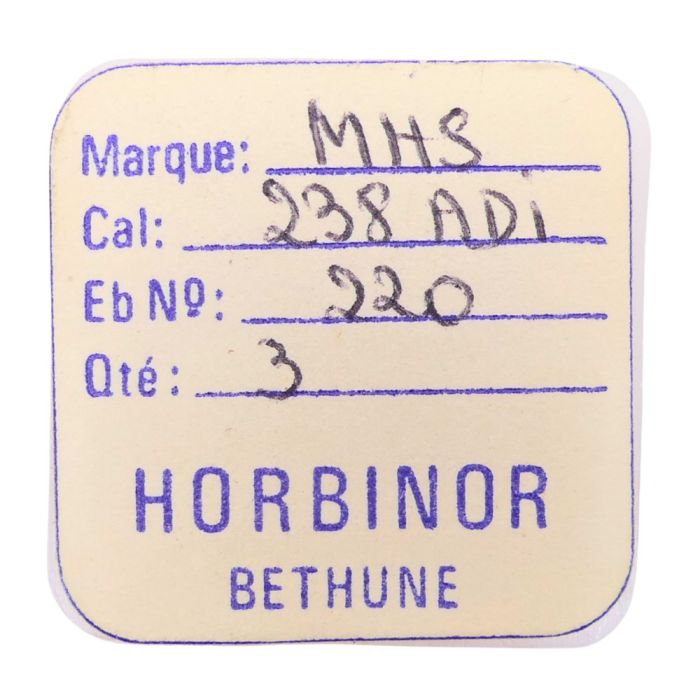 Marque: MHS
Cal: 238 ADi
Eb Nº: 220
Qté: 3
HORBINOR
BETHUNE